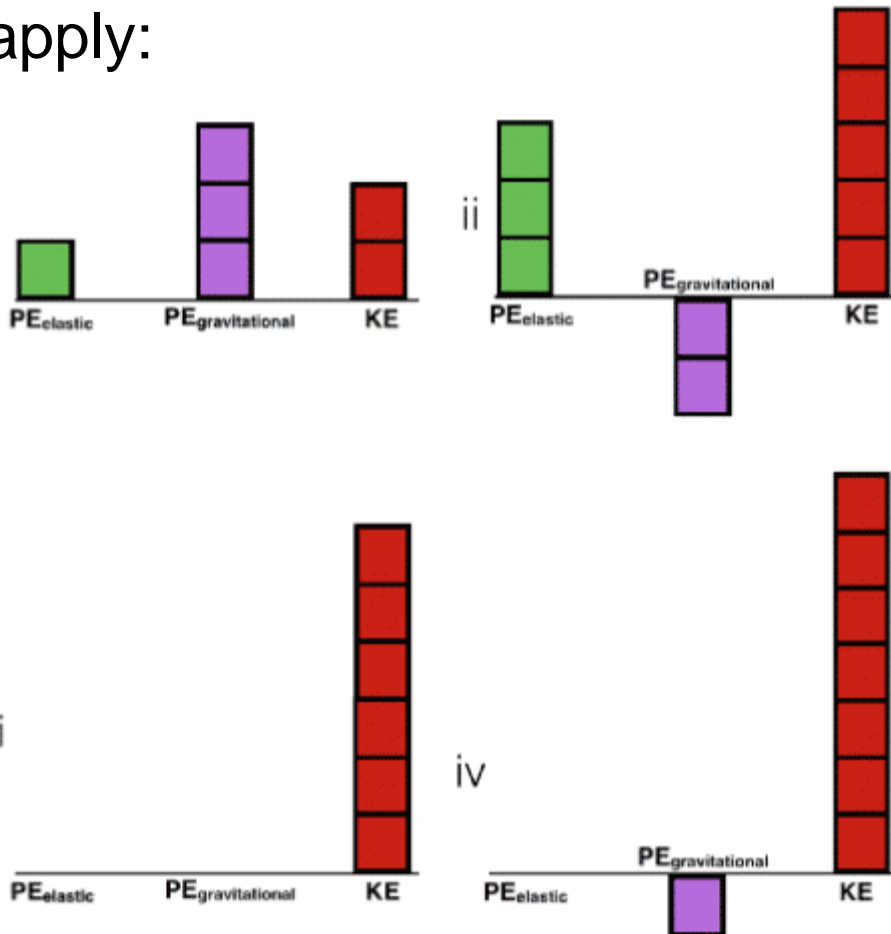 apply:
PEelastic PEgravitational KE
ii
PEgravitational
PEelastic KE
PEelastic PEgravitational KE
iv
PEgravitational
PEelastic KE